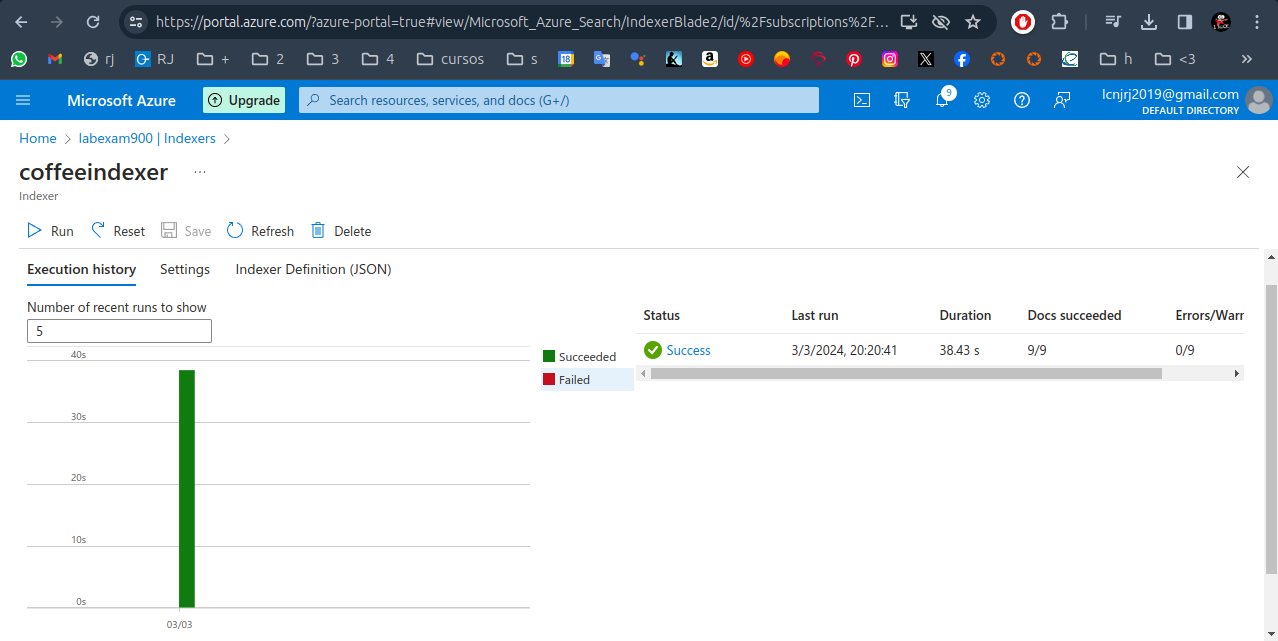 https://portal.azure.com/?azure-portal=true#view/Microsoft_Azure_Search/IndexerBlade2/id/%2Fsubscriptions%2F...
rj RJ + 2 3 4 cursos s 18 h <3 »
Microsoft Azure Upgrade Search resources, services, and docs (G+/) 9 lcnjrj2019@gmail.com
DEFAULT DIRECTORY
Home > labexam900 | Indexers >
coffeeindexer ...
Indexer
Run Reset Save Refresh Delete
Execution history Settings Indexer Definition (JSON)
Number of recent runs to show
5
40s
30s
20s
10s
0s
03/03
Succeeded
Failed
Status Last run Duration Docs succeeded Errors/Warr
Success 3/3/2024, 20:20:41 38.43 s 9/9 0/9